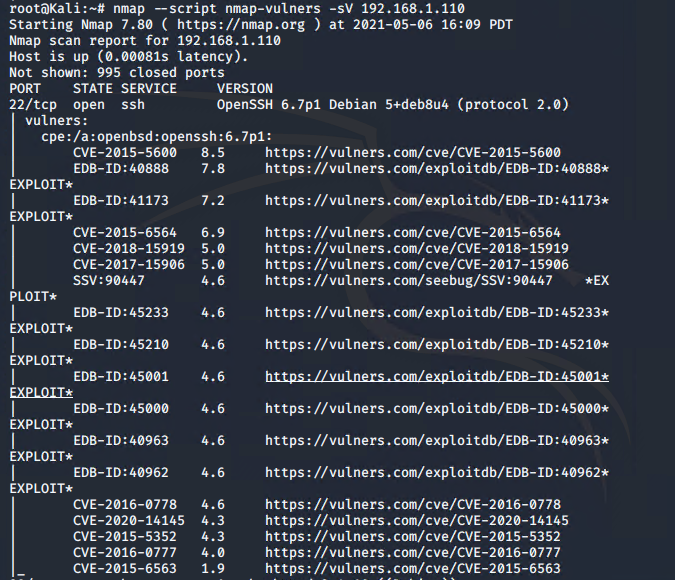 root@Kali:~# nmap --script nmap-vulners -sV 192.168.1.110
Starting Nmap 7.80 ( https://nmap.org ) at 2021-05-06 16:09 PDT
Nmap scan report for 192.168.1.110
Host is up (0.00081s latency).
Not shown: 995 closed ports
PORT    STATE SERVICE     VERSION
22/tcp  open  ssh         OpenSSH 6.7p1 Debian 5+deb8u4 (protocol 2.0)
| vulners:
|   cpe:/a:openbsd:openssh:6.7p1:
|       CVE-2015-5600   8.5     https://vulners.com/cve/CVE-2015-5600
|       EDB-ID:40888    7.8     https://vulners.com/exploitdb/EDB-ID:40888*
EXPLOIT*
|       EDB-ID:41173    7.2     https://vulners.com/exploitdb/EDB-ID:41173*
EXPLOIT*
|       CVE-2015-6564   6.9     https://vulners.com/cve/CVE-2015-6564
|       CVE-2018-15919  5.0     https://vulners.com/cve/CVE-2018-15919
|       CVE-2017-15906  5.0     https://vulners.com/cve/CVE-2017-15906
|       SSV:90447       4.6     https://vulners.com/seebug/SSV:90447    *EX
PLOIT*
|       EDB-ID:45233    4.6     https://vulners.com/exploitdb/EDB-ID:45233*
EXPLOIT*
|       EDB-ID:45210    4.6     https://vulners.com/exploitdb/EDB-ID:45210*
EXPLOIT*
|       EDB-ID:45001    4.6     https://vulners.com/exploitdb/EDB-ID:45001*
EXPLOIT*
|       EDB-ID:45000    4.6     https://vulners.com/exploitdb/EDB-ID:45000*
EXPLOIT*
|       EDB-ID:40963    4.6     https://vulners.com/exploitdb/EDB-ID:40963*
EXPLOIT*
|       EDB-ID:40962    4.6     https://vulners.com/exploitdb/EDB-ID:40962*
EXPLOIT*
|       CVE-2016-0778   4.6     https://vulners.com/cve/CVE-2016-0778
|       CVE-2020-14145  4.3     https://vulners.com/cve/CVE-2020-14145
|       CVE-2015-5352   4.3     https://vulners.com/cve/CVE-2015-5352
|       CVE-2016-0777   4.0     https://vulners.com/cve/CVE-2016-0777
|_      CVE-2015-6563   1.9     https://vulners.com/cve/CVE-2015-6563